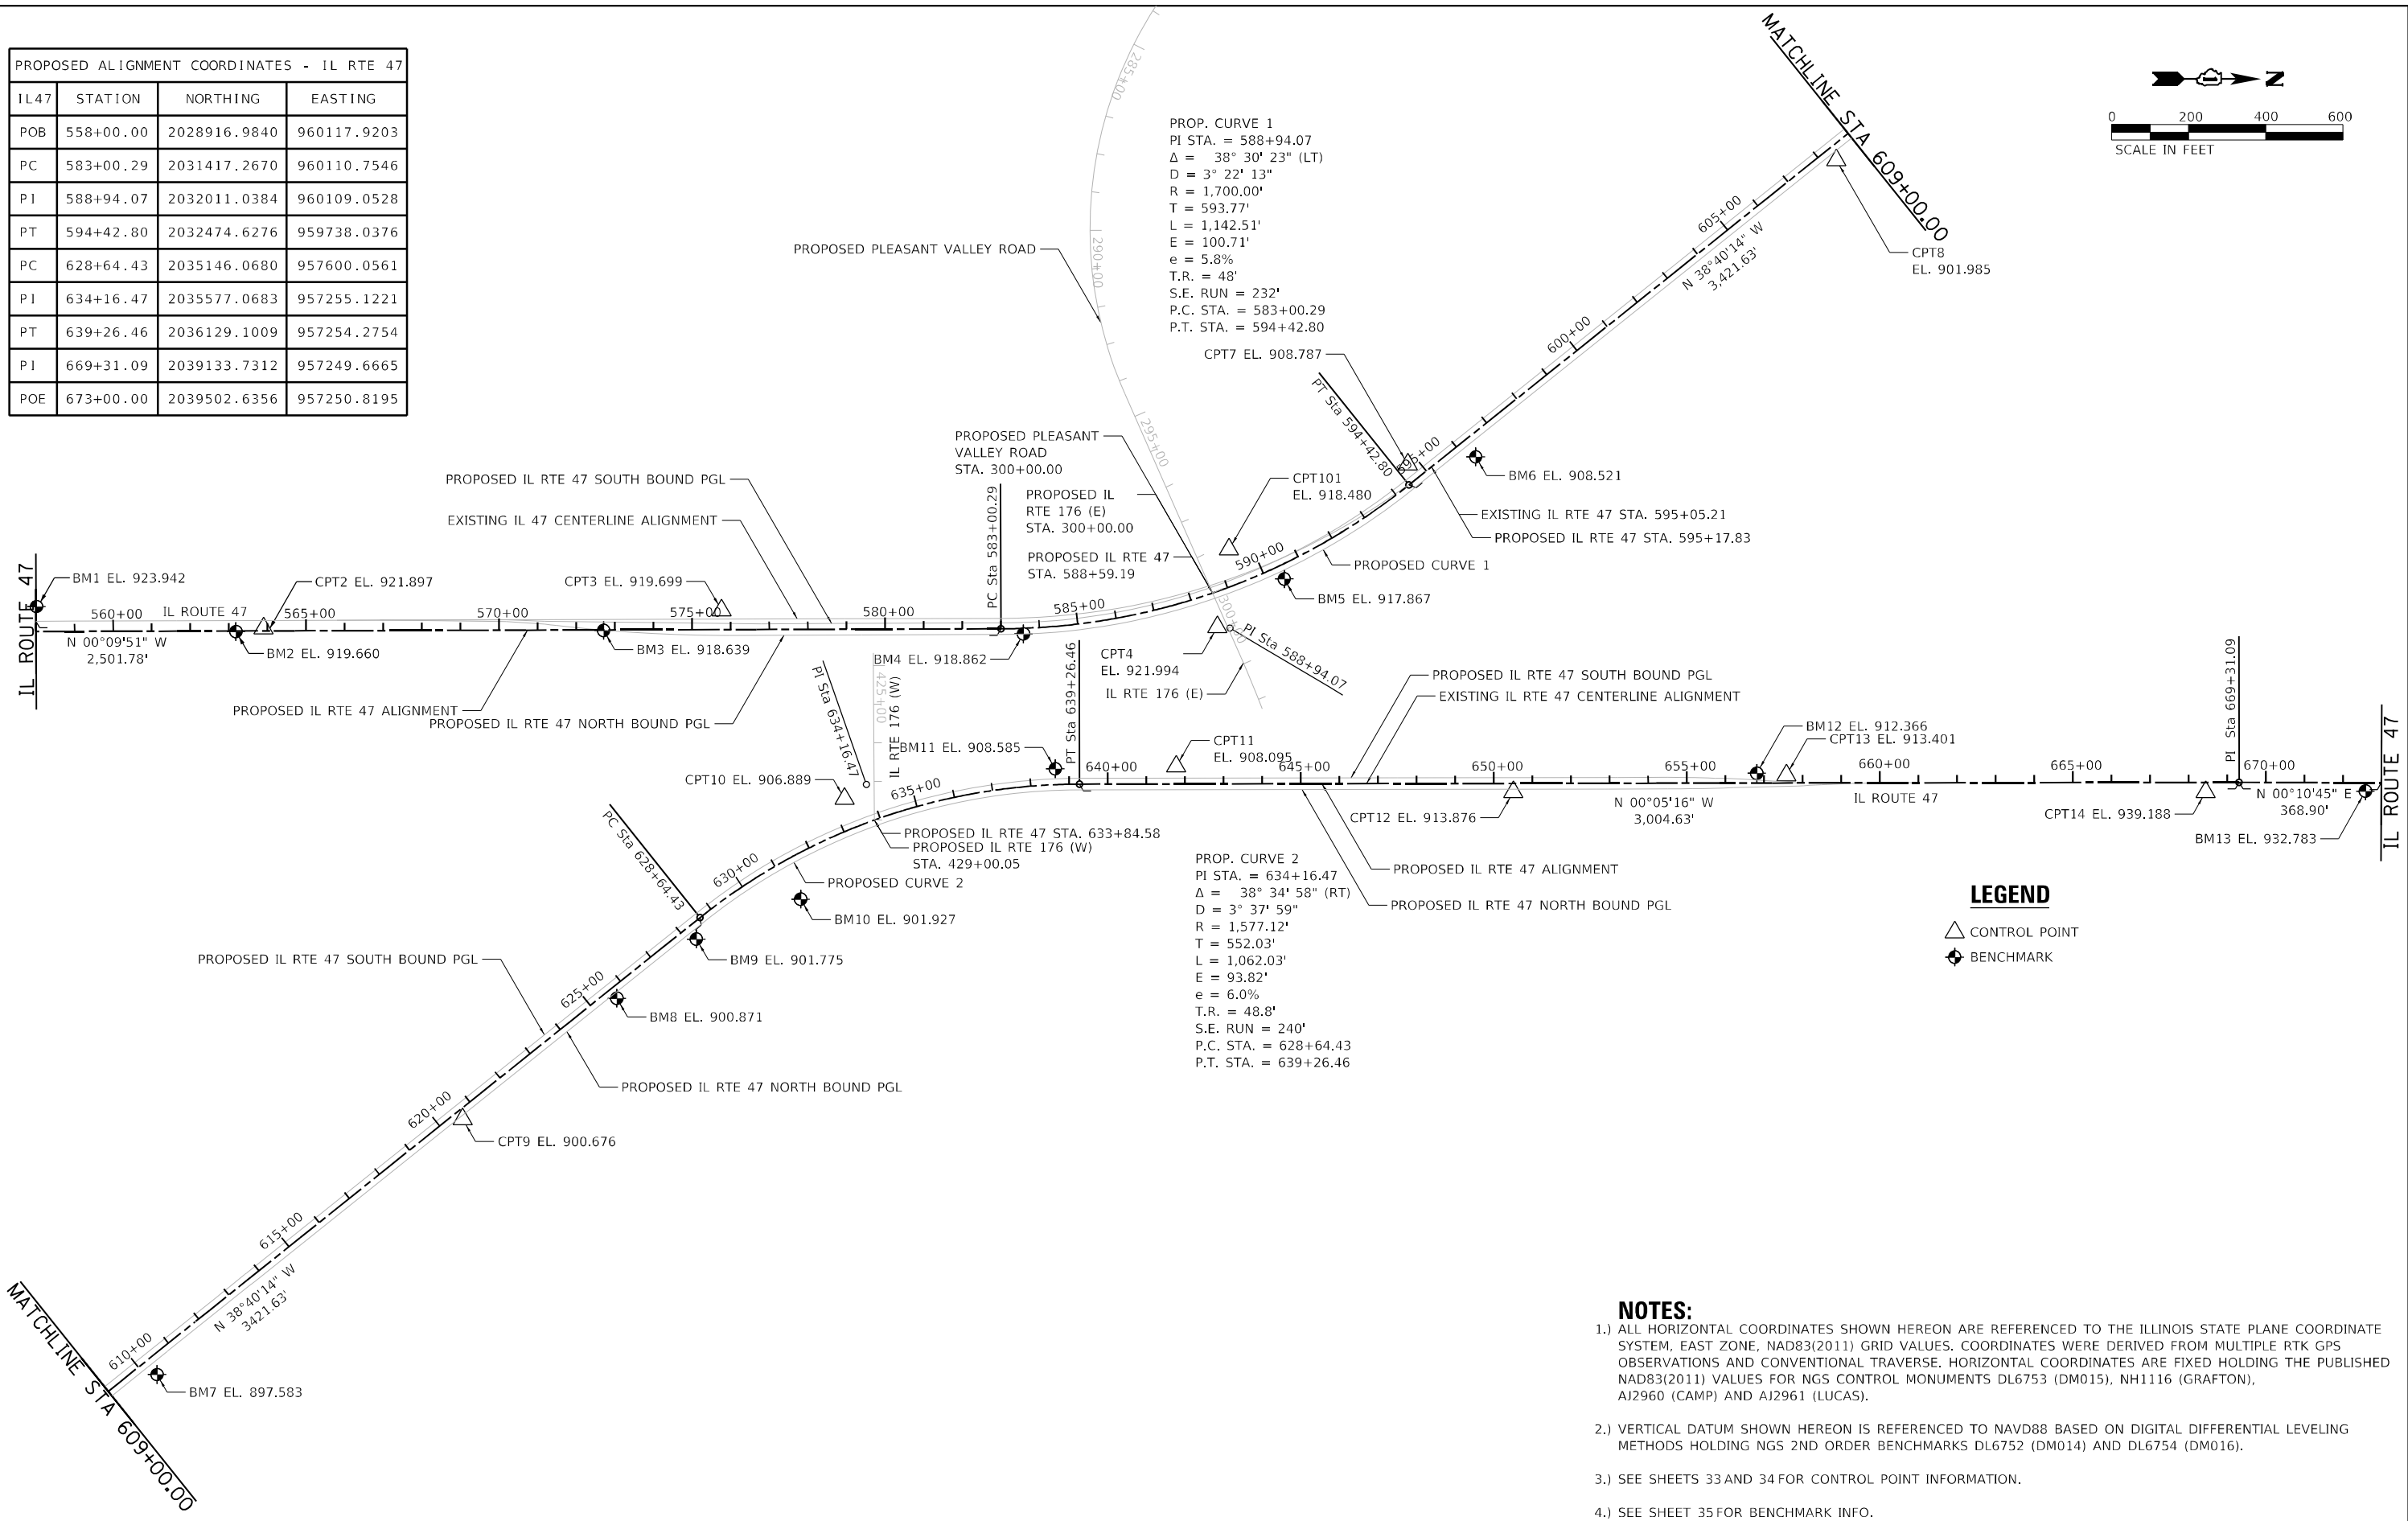 PROPOSED ALIGNMENT COORDINATES - IL RTE 47
IL47 STATION NORTHING EASTING
POB 558+00.00 2028916.9840 960117.9203
PC 583+00.29 2031417.2670 960110.7546
PI 588+94.07 2032011.0384 960109.0528
PT 594+42.80 2032474.6276 959738.0376
PC 628+64.43 2035146.0680 957600.0561
PI 634+16.47 2035577.0683 957255.1221
PT 639+26.46 2036129.1009 957254.2754
PI 669+31.09 2039133.7312 957249.6665
POE 673+00.00 2039502.6356 957250.8195
285+00
290+00
295+00
300+00
PROPOSED PLEASANT VALLEY ROAD
PROP. CURVE 1
PI STA. = 588+94.07
Δ = 38° 30' 23" (LT)
D = 3° 22' 13"
R = 1,700.00'
T = 593.77'
L = 1,142.51'
E = 100.71'
e = 5.8%
T.R. = 48'
S.E. RUN = 232'
P.C. STA. = 583+00.29
P.T. STA. = 594+42.80
MATCHLINE STA 609+00.00
N
0 200 400 600
SCALE IN FEET
605+00
N 38°40'14" W
3,421.63'
CPT8
EL. 901.985
600+00
CPT7 EL. 908.787
PT Sta 594+42.80
595+00
BM6 EL. 908.521
EXISTING IL RTE 47 STA. 595+05.21
PROPOSED IL RTE 47 STA. 595+17.83
PROPOSED CURVE 1
PROPOSED PLEASANT
VALLEY ROAD
STA. 300+00.00
PROPOSED IL
RTE 176 (E)
STA. 300+00.00
PROPOSED IL RTE 47
STA. 588+59.19
CPT101
EL. 918.480
590+00
BM5 EL. 917.867
PROPOSED IL RTE 47 SOUTH BOUND PGL
EXISTING IL 47 CENTERLINE ALIGNMENT
PC Sta 583+00.29
IL ROUTE 47
BM1 EL. 923.942
560+00
IL ROUTE 47
CPT2 EL. 921.897
565+00
570+00
CPT3 EL. 919.699
575+00
580+00
585+00
N 00°09'51" W
2,501.78'
BM2 EL. 919.660
BM3 EL. 918.639
BM4 EL. 918.862
PROPOSED IL RTE 47 ALIGNMENT
PROPOSED IL RTE 47 NORTH BOUND PGL
CPT4
EL. 921.994
PI Sta 588+94.07
IL RTE 176 (E)
PI Sta 634+16.47
425+00
IL RTE 176 (W)
PT Sta 639+26.46
BM11 EL. 908.585
CPT10 EL. 906.889
635+00
640+00
CPT11
EL. 908.095
645+00
PROPOSED IL RTE 47 SOUTH BOUND PGL
EXISTING IL RTE 47 CENTERLINE ALIGNMENT
650+00
655+00
BM12 EL. 912.366
CPT13 EL. 913.401
660+00
665+00
PI Sta 669+31.09
670+00
IL ROUTE 47
N 00°05'16" W
3,004.63'
IL ROUTE 47
CPT12 EL. 913.876
CPT14 EL. 939.188
N 00°10'45" E
368.90'
BM13 EL. 932.783
PROPOSED IL RTE 47 STA. 633+84.58
PROPOSED IL RTE 176 (W)
STA. 429+00.05
PROPOSED CURVE 2
PROPOSED IL RTE 47 ALIGNMENT
PROPOSED IL RTE 47 NORTH BOUND PGL
PROP. CURVE 2
PI STA. = 634+16.47
Δ = 38° 34' 58" (RT)
D = 3° 37' 59"
R = 1,577.12'
T = 552.03'
L = 1,062.03'
E = 93.82'
e = 6.0%
T.R. = 48.8'
S.E. RUN = 240'
P.C. STA. = 628+64.43
P.T. STA. = 639+26.46
LEGEND
CONTROL POINT
BENCHMARK
PC Sta 628+64.43
630+00
BM10 EL. 901.927
BM9 EL. 901.775
PROPOSED IL RTE 47 SOUTH BOUND PGL
625+00
BM8 EL. 900.871
PROPOSED IL RTE 47 NORTH BOUND PGL
620+00
CPT9 EL. 900.676
615+00
N 38°40'14" W
3421.63'
610+00
BM7 EL. 897.583
MATCHLINE STA 609+00.00
NOTES:
1.) ALL HORIZONTAL COORDINATES SHOWN HEREON ARE REFERENCED TO THE ILLINOIS STATE PLANE COORDINATE
SYSTEM, EAST ZONE, NAD83(2011) GRID VALUES. COORDINATES WERE DERIVED FROM MULTIPLE RTK GPS
OBSERVATIONS AND CONVENTIONAL TRAVERSE. HORIZONTAL COORDINATES ARE FIXED HOLDING THE PUBLISHED
NAD83(2011) VALUES FOR NGS CONTROL MONUMENTS DL6753 (DM015), NH1116 (GRAFTON),
AJ2960 (CAMP) AND AJ2961 (LUCAS).
2.) VERTICAL DATUM SHOWN HEREON IS REFERENCED TO NAVD88 BASED ON DIGITAL DIFFERENTIAL LEVELING
METHODS HOLDING NGS 2ND ORDER BENCHMARKS DL6752 (DM014) AND DL6754 (DM016).
3.) SEE SHEETS 33 AND 34 FOR CONTROL POINT INFORMATION.
4.) SEE SHEET 35 FOR BENCHMARK INFO.